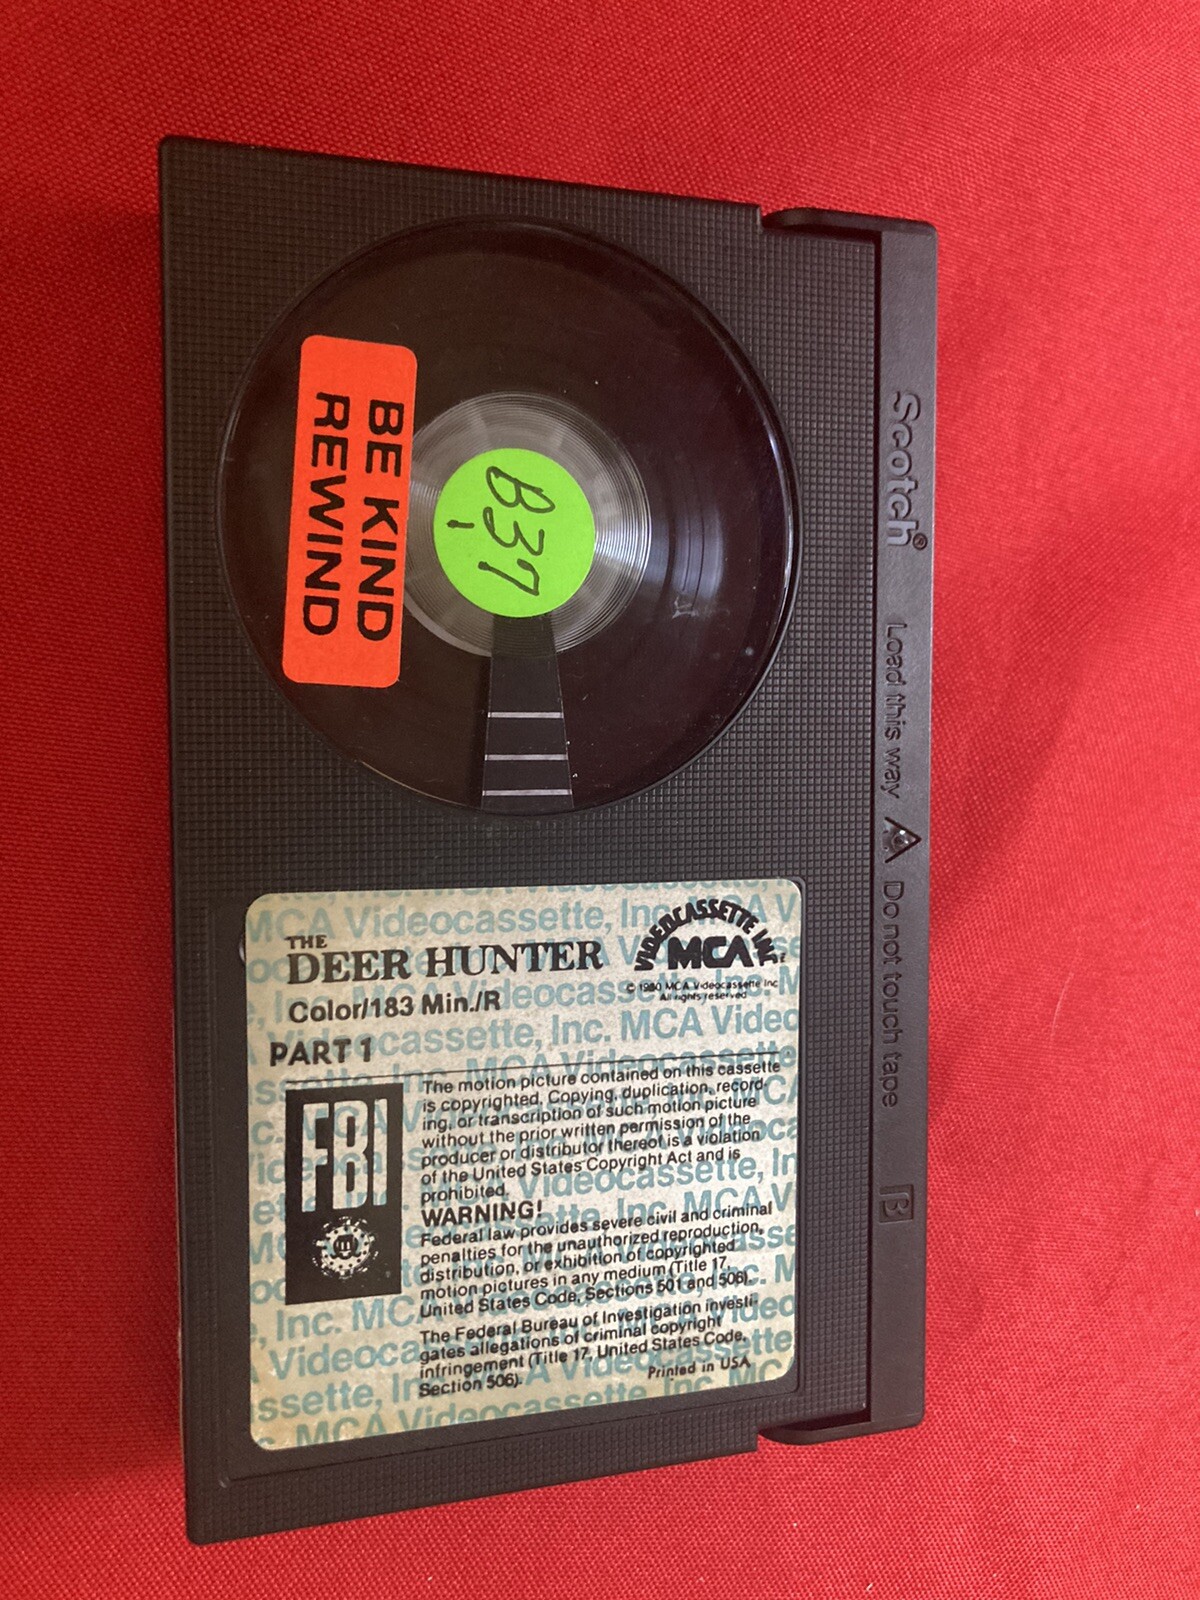 Scotch® Load this way Do not touch tape β
BE KIND
REWIND
B37
1
THE
DEER HUNTER
Color/183 Min./R
PART 1
VIDEOCASSETTE INC.
MCA
© 1980 MCA Videocassette Inc.
All rights reserved
FBI
The motion picture contained on this cassette
is copyrighted. Copying, duplication, record-
ing, or transcription of such motion picture
without the prior written permission of the
producer or distributor thereof is a violation
of the United States Copyright Act and is
prohibited.
WARNING!
Federal law provides severe civil and criminal
penalties for the unauthorized reproduction,
distribution, or exhibition of copyrighted
motion pictures in any medium (Title 17,
United States Code, Sections 501 and 506).
The Federal Bureau of Investigation investi-
gates allegations of criminal copyright
infringement (Title 17, United States Code,
Section 506).
Printed in USA
MCA Videocassette, Inc.